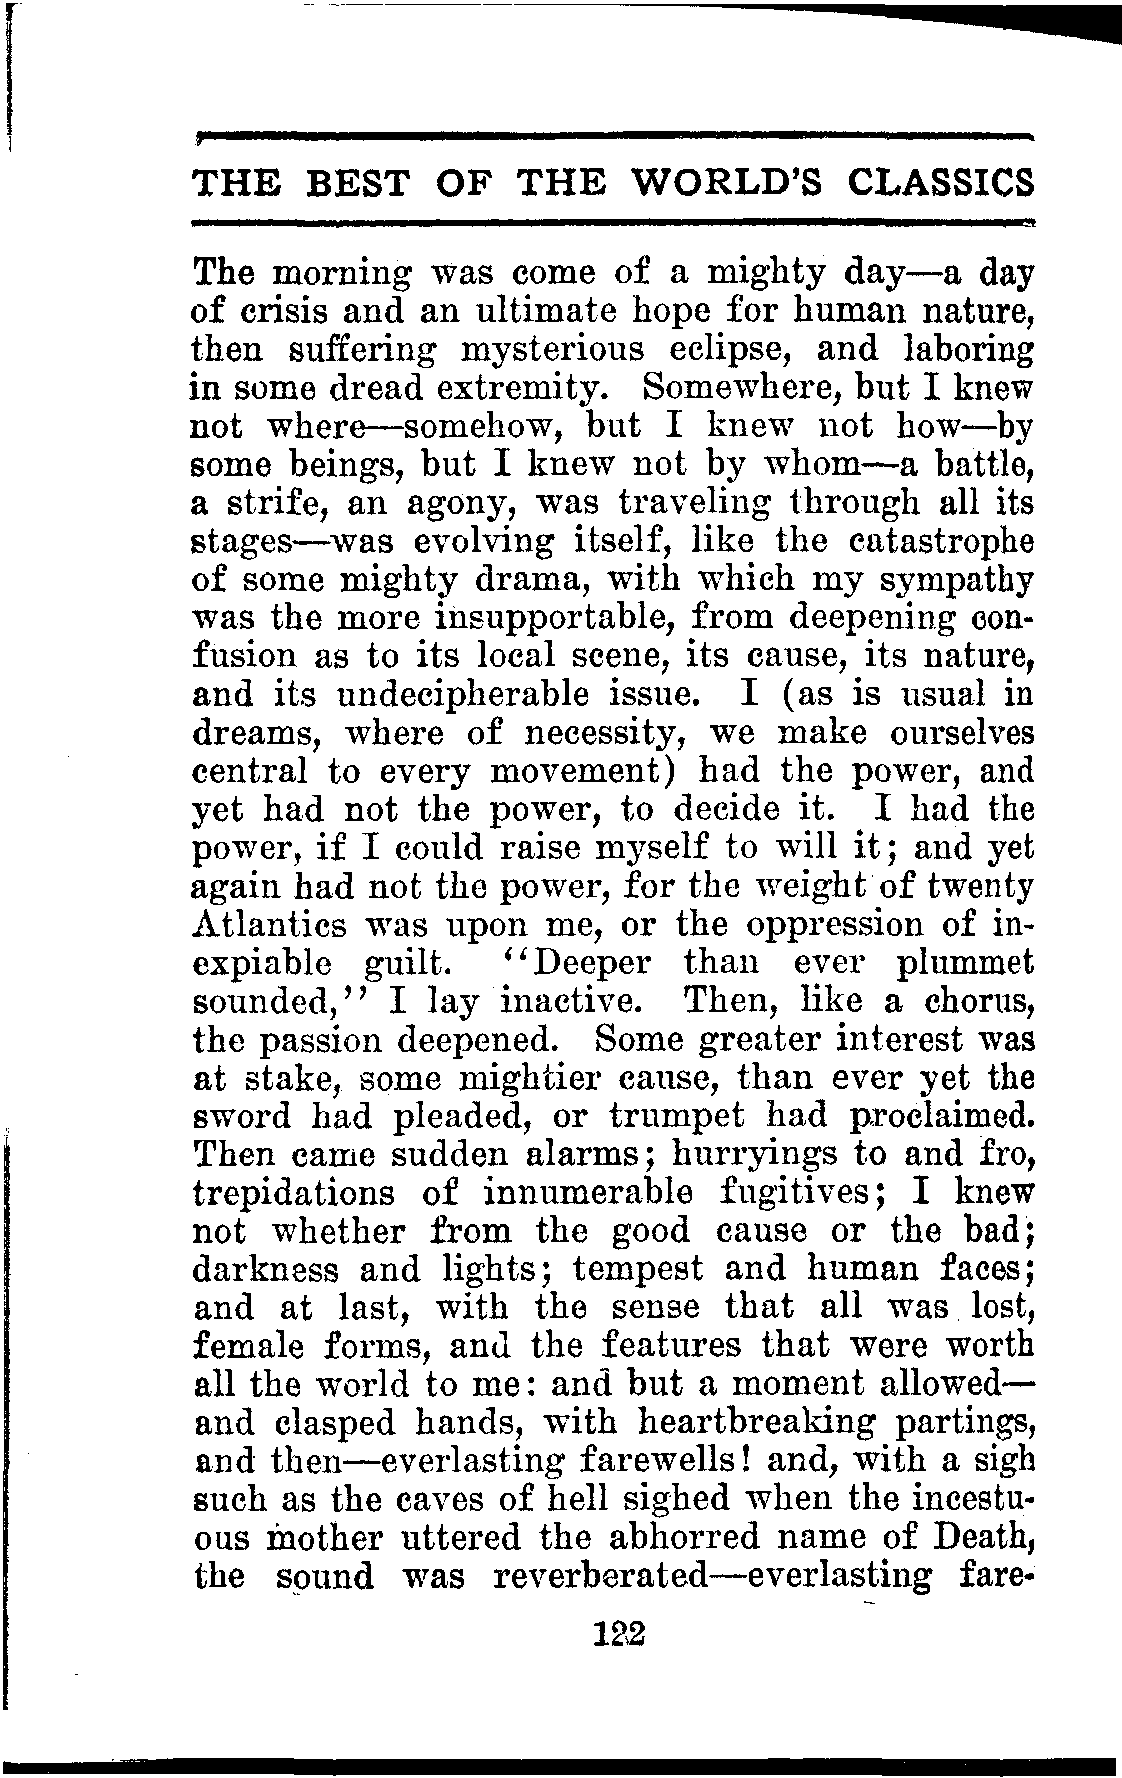 THE BEST OF THE WORLD'S CLASSICS
The morning was come of a mighty day—a day
of crisis and an ultimate hope for human nature,
then suffering mysterious eclipse, and laboring
in some dread extremity. Somewhere, but I knew
not where—somehow, but I knew not how—by
some beings, but I knew not by whom—a battle,
a strife, an agony, was traveling through all its
stages—was evolving itself, like the catastrophe
of some mighty drama, with which my sympathy
was the more insupportable, from deepening con-
fusion as to its local scene, its cause, its nature,
and its undecipherable issue. I (as is usual in
dreams, where of necessity, we make ourselves
central to every movement) had the power, and
yet had not the power, to decide it. I had the
power, if I could raise myself to will it; and yet
again had not the power, for the weight of twenty
Atlantics was upon me, or the oppression of in-
expiable guilt. "Deeper than ever plummet
sounded," I lay inactive. Then, like a chorus,
the passion deepened. Some greater interest was
at stake, some mightier cause, than ever yet the
sword had pleaded, or trumpet had proclaimed.
Then came sudden alarms; hurryings to and fro,
trepidations of innumerable fugitives; I knew
not whether from the good cause or the bad;
darkness and lights; tempest and human faces;
and at last, with the sense that all was lost,
female forms, and the features that were worth
all the world to me: and but a moment allowed—
and clasped hands, with heartbreaking partings,
and then—everlasting farewells! and, with a sigh
such as the caves of hell sighed when the incestu-
ous mother uttered the abhorred name of Death,
the sound was reverberated—everlasting fare-
122